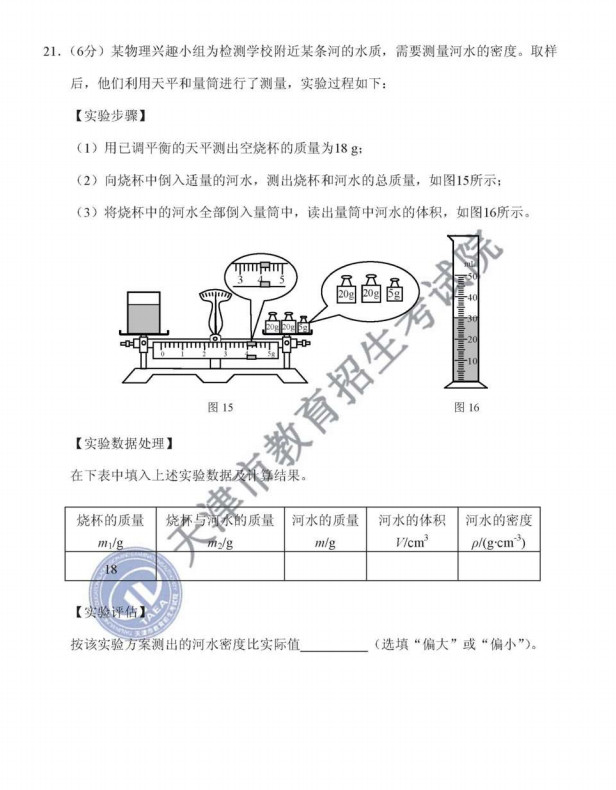 21.（6分）某物理兴趣小组为检测学校附近某条河的水质，需要测量河水的密度。取样
后，他们利用天平和量筒进行了测量，实验过程如下：
【实验步骤】
（1）用已调平衡的天平测出空烧杯的质量为18 g；
（2）向烧杯中倒入适量的河水，测出烧杯和河水的总质量，如图15所示；
（3）将烧杯中的河水全部倒入量筒中，读出量筒中河水的体积，如图16所示。
3 4 5
20g 20g 5g
20g 20g 5g
0 1 2 3 4 5g
ml
50
40
30
20
10
图 15
图 16
【实验数据处理】
在下表中填入上述实验数据及计算结果。
烧杯的质量 烧杯与河水的质量 河水的质量 河水的体积 河水的密度
m₁/g m₂/g m/g V/cm³ ρ/(g·cm⁻³)
18
【实验评估】
按该实验方案测出的河水密度比实际值________（选填“偏大”或“偏小”）。
天津市教育招生考试院
TAEA